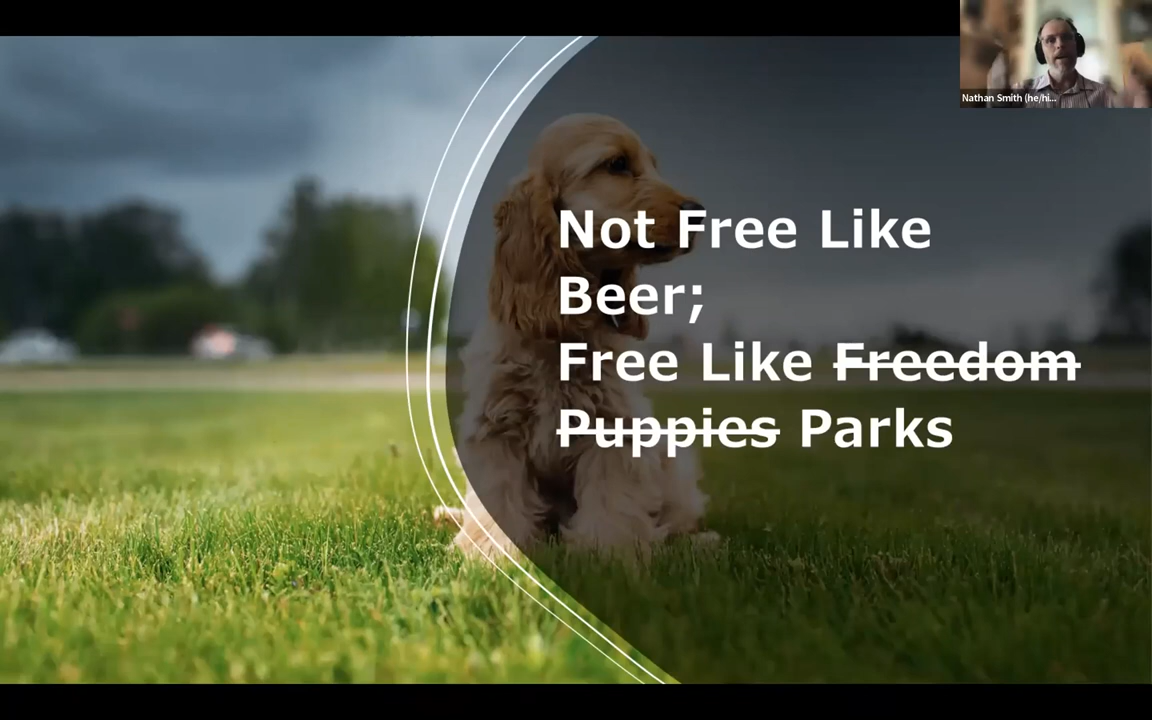 Nathan Smith (he/hi...
Not Free Like
Beer;
Free Like Freedom
Puppies Parks